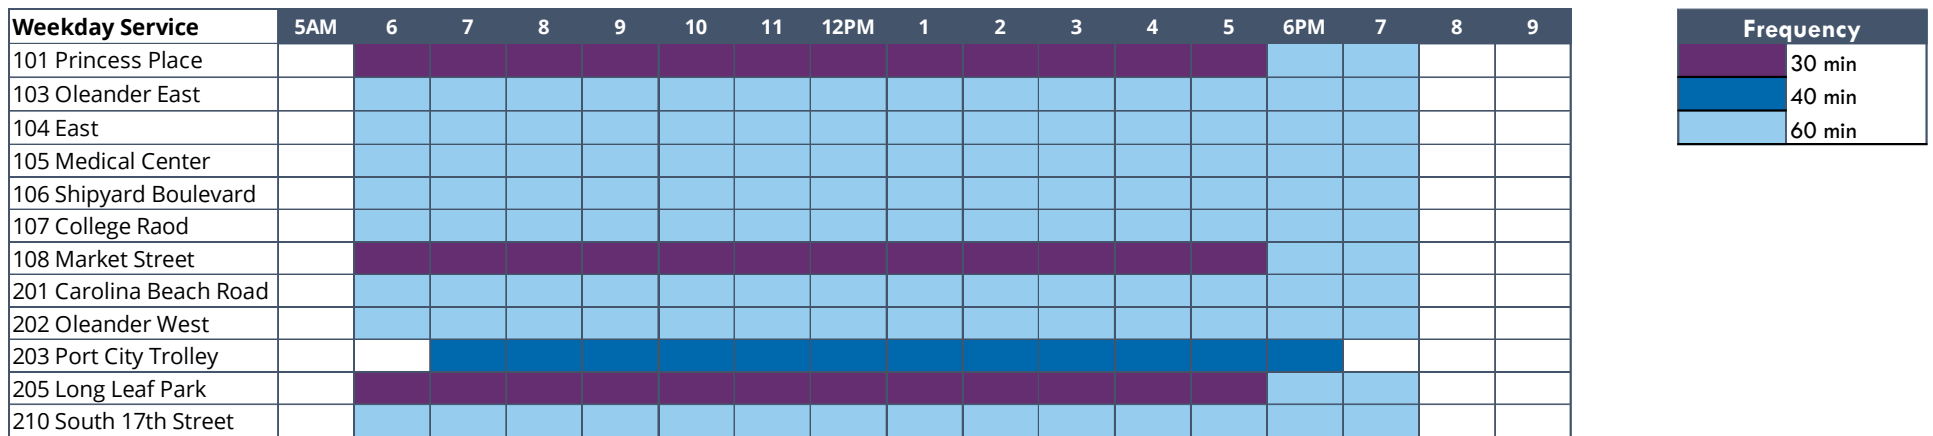 Weekday Service 5AM 6 7 8 9 10 11 12PM 1 2 3 4 5 6PM 7 8 9
101 Princess Place
103 Oleander East
104 East
105 Medical Center
106 Shipyard Boulevard
107 College Raod
108 Market Street
201 Carolina Beach Road
202 Oleander West
203 Port City Trolley
205 Long Leaf Park
210 South 17th Street
Frequency
30 min
40 min
60 min